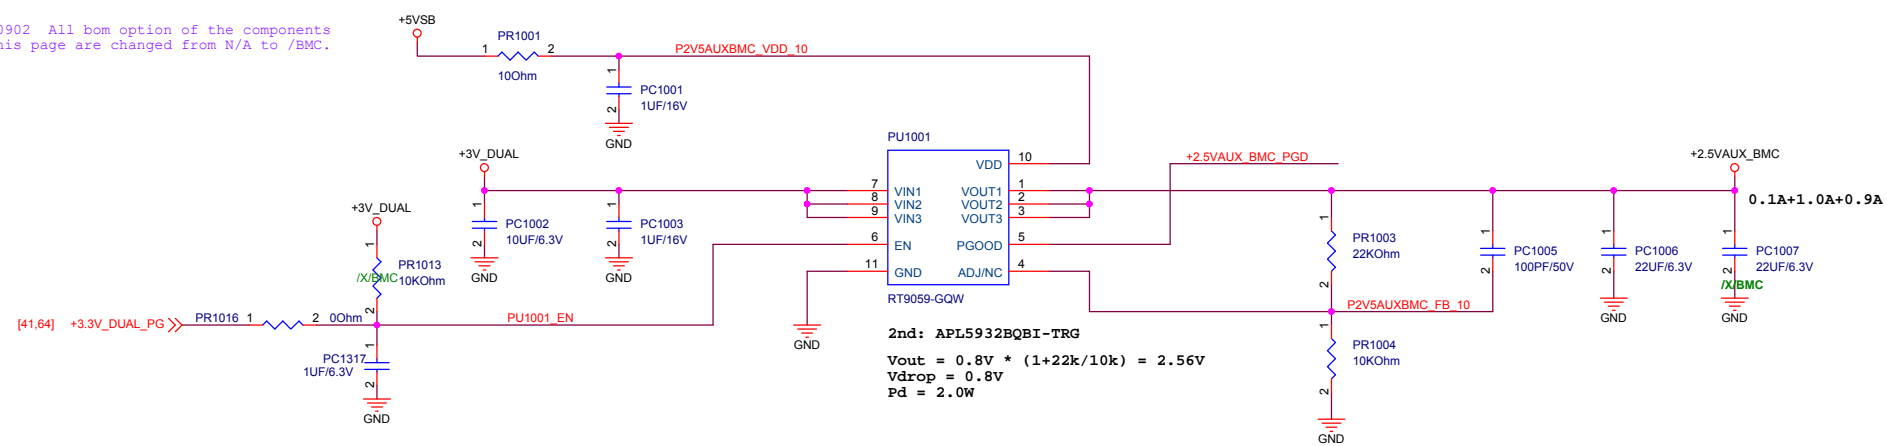 0902 All bom option of the components
his page are changed from N/A to /BMC.
+5VSB
PR1001
1
2
10Ohm
P2V5AUXBMC_VDD_10
1
2
PC1001
1UF/16V
GND
+3V_DUAL
1
2
PC1002
10UF/6.3V
GND
1
2
PC1003
1UF/16V
GND
+3V_DUAL
1
2
PR1013
/X/BMC
10KOhm
[41,64]
+3.3V_DUAL_PG
PR1016
1
2
0Ohm
PU1001_EN
1
2
PC1317
1UF/6.3V
GND
PU1001
7
VIN1
8
VIN2
9
VIN3
6
EN
11
GND
VDD
10
VOUT1
1
VOUT2
2
VOUT3
3
PGOOD
5
ADJ/NC
4
RT9059-GQW
GND
2nd: APL5932BQBI-TRG
Vout = 0.8V * (1+22k/10k) = 2.56V
Vdrop = 0.8V
Pd = 2.0W
+2.5VAUX_BMC_PGD
1
2
PR1003
22KOhm
P2V5AUXBMC_FB_10
1
2
PR1004
10KOhm
GND
1
2
PC1005
100PF/50V
1
2
PC1006
22UF/6.3V
GND
+2.5VAUX_BMC
0.1A+1.0A+0.9A
1
2
PC1007
22UF/6.3V
/X/BMC
GND